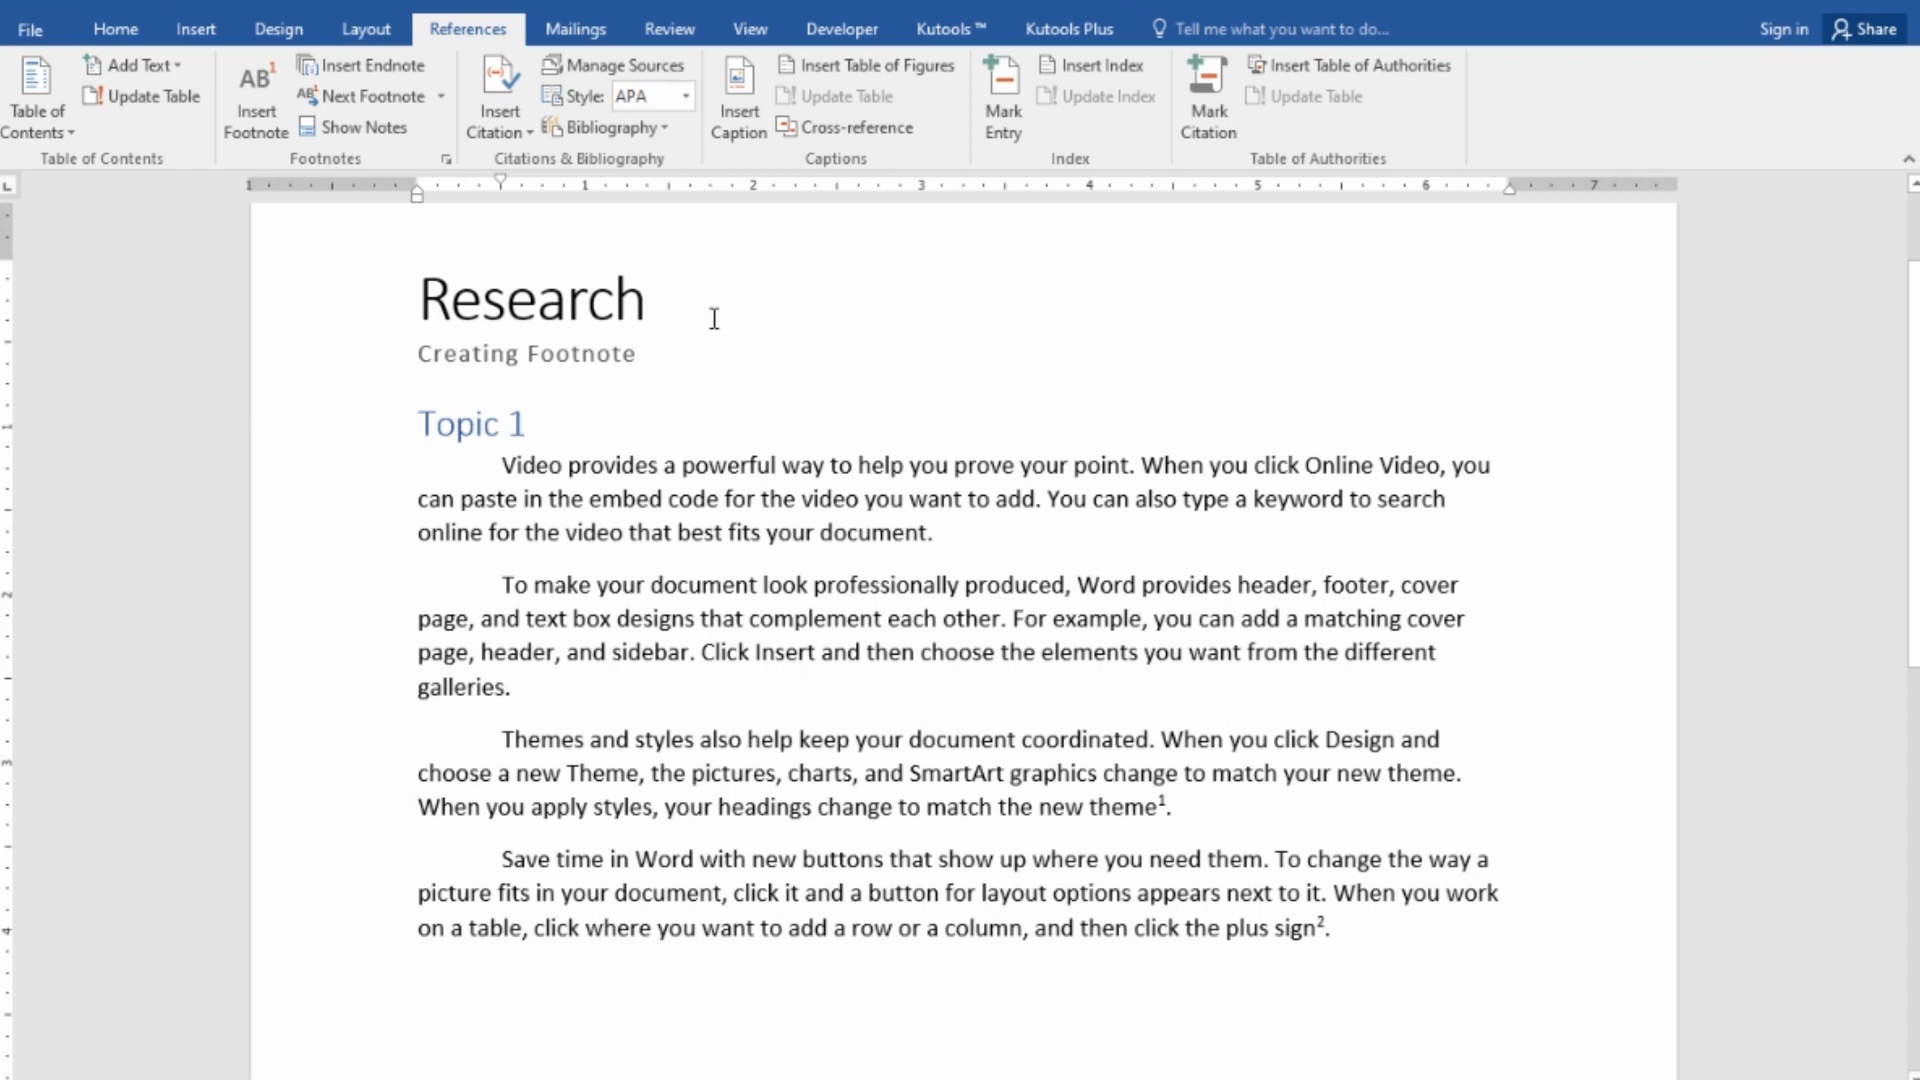 File Home Insert Design Layout References Mailings Review View Developer Kutools ™ Kutools Plus Tell me what you want to do... Sign in Share
Table of Contents
Add Text
Update Table
Table of Contents
AB1
Insert Footnote
Insert Endnote
AB1 Next Footnote
Show Notes
Footnotes
Insert Citation
Manage Sources
Style: APA
Bibliography
Citations & Bibliography
Insert Caption
Insert Table of Figures
Update Table
Cross-reference
Captions
Mark Entry
Insert Index
Update Index
Index
Mark Citation
Insert Table of Authorities
Update Table
Table of Authorities
1 1 2 3 4 5 6 7
1
2
3
4
Research
Creating Footnote
Topic 1
Video provides a powerful way to help you prove your point. When you click Online Video, you
can paste in the embed code for the video you want to add. You can also type a keyword to search
online for the video that best fits your document.
To make your document look professionally produced, Word provides header, footer, cover
page, and text box designs that complement each other. For example, you can add a matching cover
page, header, and sidebar. Click Insert and then choose the elements you want from the different
galleries.
Themes and styles also help keep your document coordinated. When you click Design and
choose a new Theme, the pictures, charts, and SmartArt graphics change to match your new theme.
When you apply styles, your headings change to match the new theme¹.
Save time in Word with new buttons that show up where you need them. To change the way a
picture fits in your document, click it and a button for layout options appears next to it. When you work
on a table, click where you want to add a row or a column, and then click the plus sign².